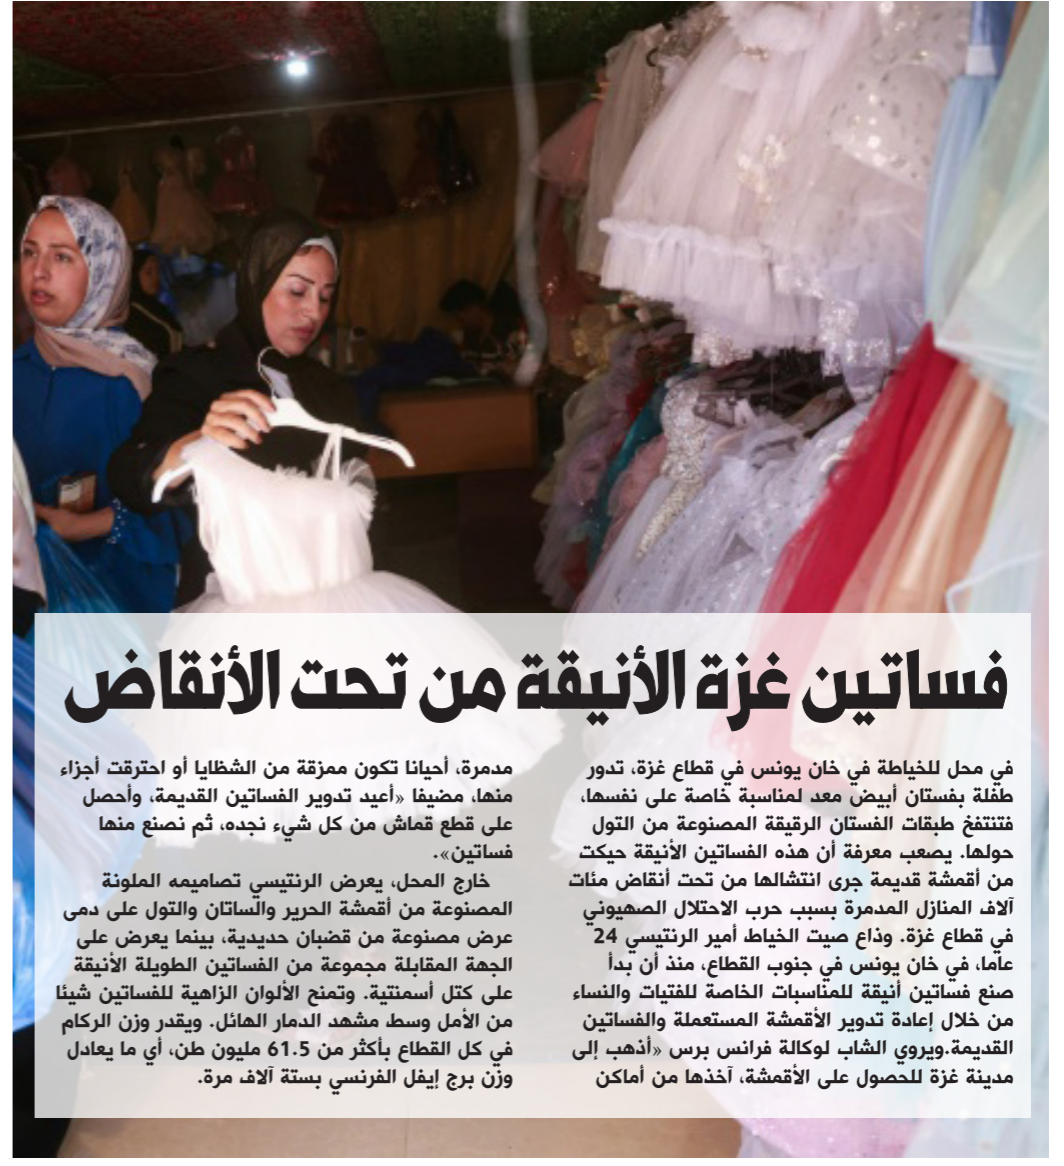 فساتين غزة الأنيقة من تحت الأنقاض
في محل للخياطة في خان يونس في قطاع غزة، تدور
طفلة بفستان أبيض معد لمناسبة خاصة على نفسها،
فتنتفخ طبقات الفستان الرقيقة المصنوعة من التول
حولها. يصعب معرفة أن هذه الفساتين الأنيقة حيكت
من أقمشة قديمة جرى انتشالها من تحت أنقاض مئات
آلاف المنازل المدمرة بسبب حرب الاحتلال الصهيوني
في قطاع غزة. وذاع صيت الخياط أمير الرنتيسي 24
عاما، في خان يونس في جنوب القطاع، منذ أن بدأ
صنع فساتين أنيقة للمناسبات الخاصة للفتيات والنساء
من خلال إعادة تدوير الأقمشة المستعملة والفساتين
القديمة.ويروي الشاب لوكالة فرانس برس «أذهب إلى
مدينة غزة للحصول على الأقمشة، آخذها من أماكن
مدمرة، أحيانا تكون ممزقة من الشظايا أو احترقت أجزاء
منها، مضيفا «أعيد تدوير الفساتين القديمة، وأحصل
على قطع قماش من كل شيء نجده، ثم نصنع منها
فساتين».
خارج المحل، يعرض الرنتيسي تصاميمه الملونة
المصنوعة من أقمشة الحرير والساتان والتول على دمى
عرض مصنوعة من قضبان حديدية، بينما يعرض على
الجهة المقابلة مجموعة من الفساتين الطويلة الأنيقة
على كتل أسمنتية. وتمنح الألوان الزاهية للفساتين شيئا
من الأمل وسط مشهد الدمار الهائل. ويقدر وزن الركام
في كل القطاع بأكثر من 61.5 مليون طن، أي ما يعادل
وزن برج إيفل الفرنسي بستة آلاف مرة.